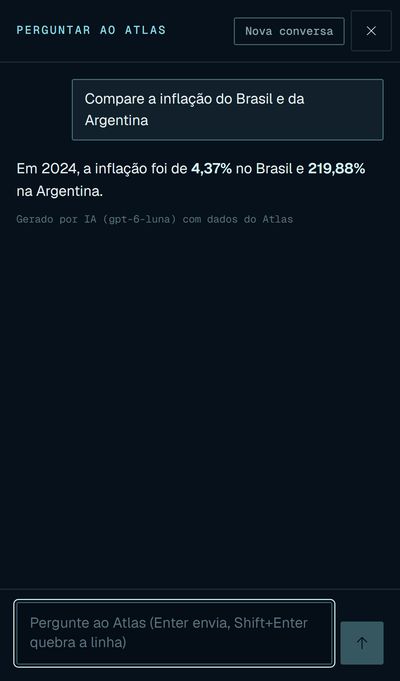 PERGUNTAR AO ATLAS
Nova conversa
Compare a inflação do Brasil e da
Argentina
Em 2024, a inflação foi de 4,37% no Brasil e 219,88%
na Argentina.
Gerado por IA (gpt-6-luna) com dados do Atlas
Pergunte ao Atlas (Enter envia, Shift+Enter
quebra a linha)